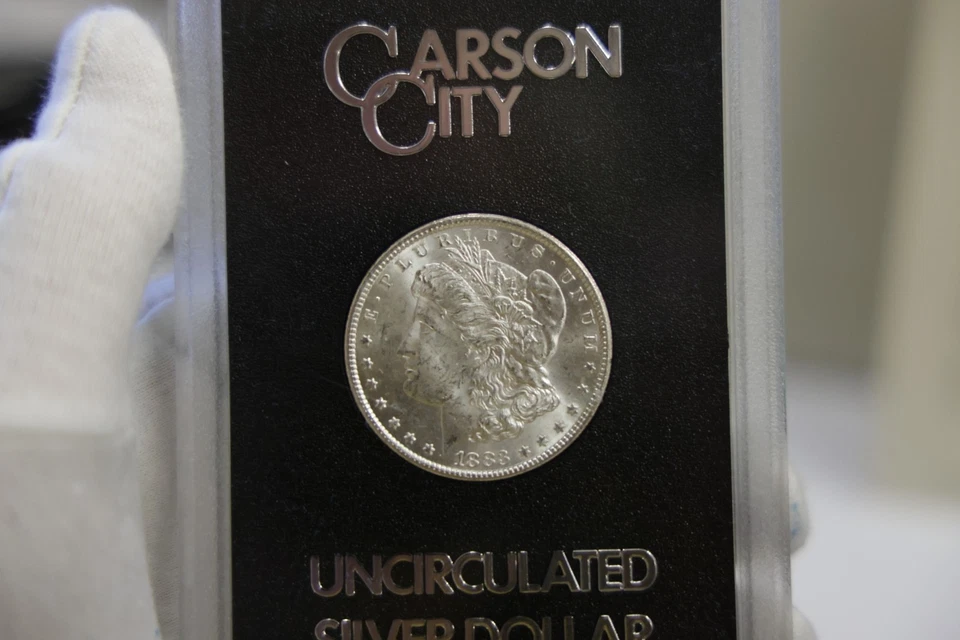 CARSON
CITY
E·PLURIBUS·UNUM
1883
UNCIRCULATED
SILVER DOLLAR